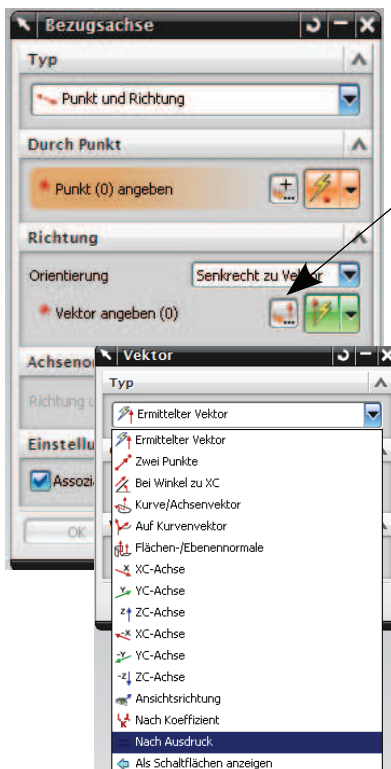 Bezugsachse
Typ
Punkt und Richtung
Durch Punkt
* Punkt (0) angeben
Richtung
Orientierung Senkrecht zu Vektor
* Vektor angeben (0)
Vektor
Achseno
Typ
Richtung u
Ermittelter Vektor
Einstellu
Ermittelter Vektor
Zwei Punkte
Assozi
Bei Winkel zu XC
Kurve/Achsenvektor
OK
Auf Kurvenvektor
Flächen-/Ebenennormale
XC-Achse
YC-Achse
ZC-Achse
XC-Achse
YC-Achse
ZC-Achse
Ansichtsrichtung
Nach Koeffizient
Nach Ausdruck
Als Schaltflächen anzeigen